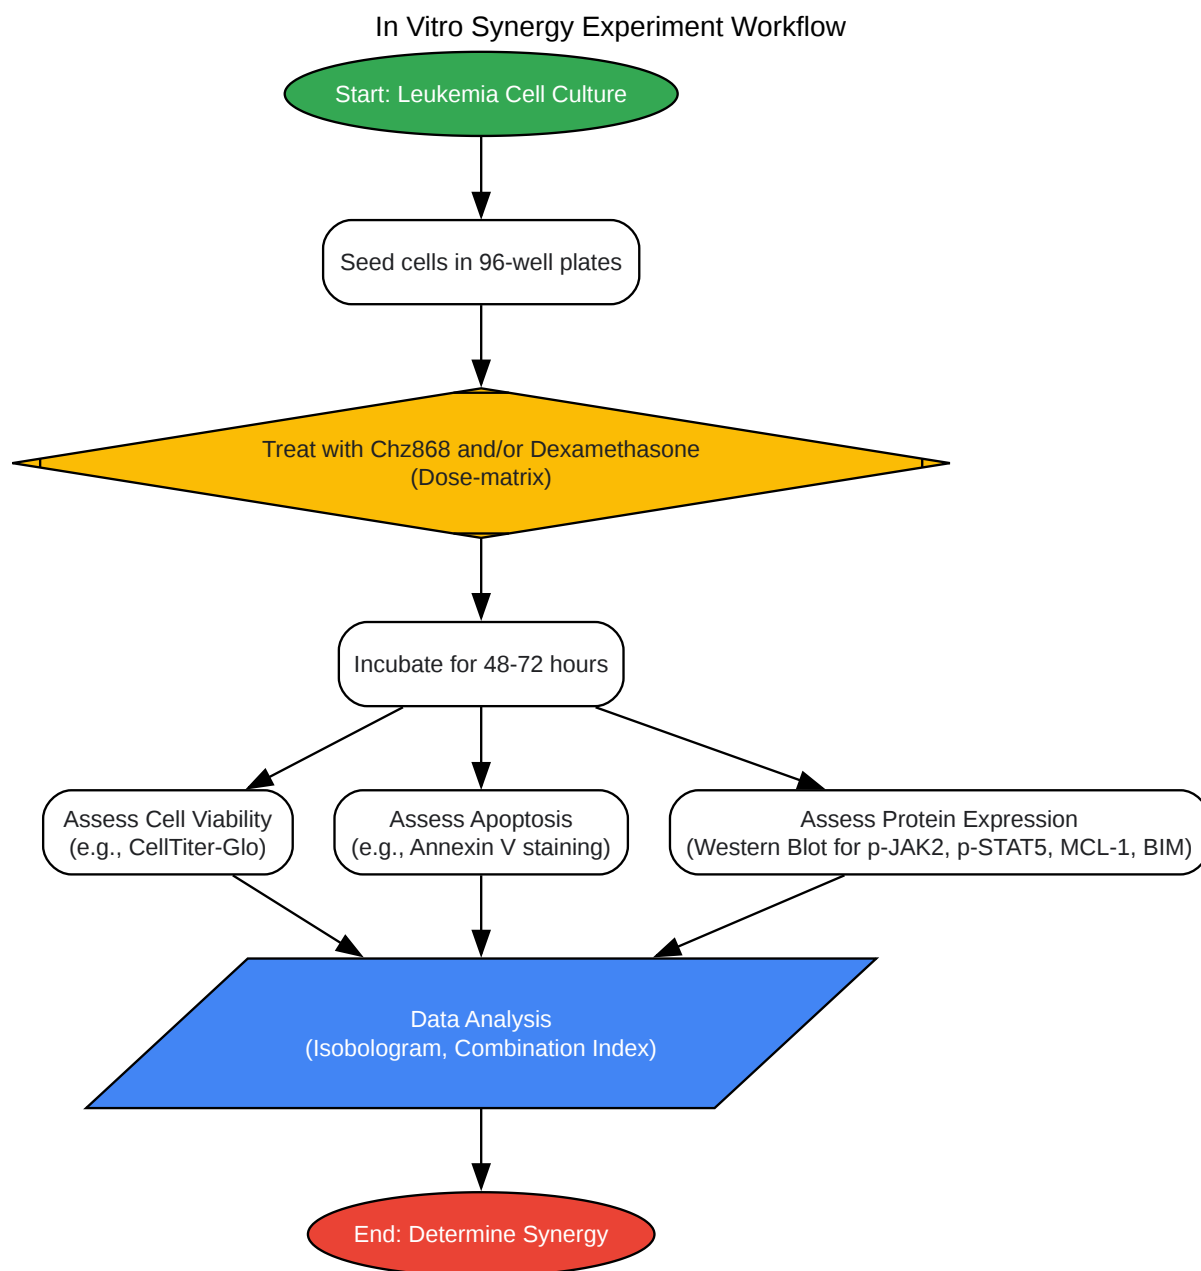 In Vitro Synergy Experiment Workflow
Start: Leukemia Cell Culture
Seed cells in 96-well plates
Treat with Chz868 and/or Dexamethasone
(Dose-matrix)
Incubate for 48-72 hours
Assess Cell Viability
(e.g., CellTiter-Glo)
Assess Apoptosis
(e.g., Annexin V staining)
Assess Protein Expression
(Western Blot for p-JAK2, p-STAT5, MCL-1, BIM)
Data Analysis
(Isobologram, Combination Index)
End: Determine Synergy